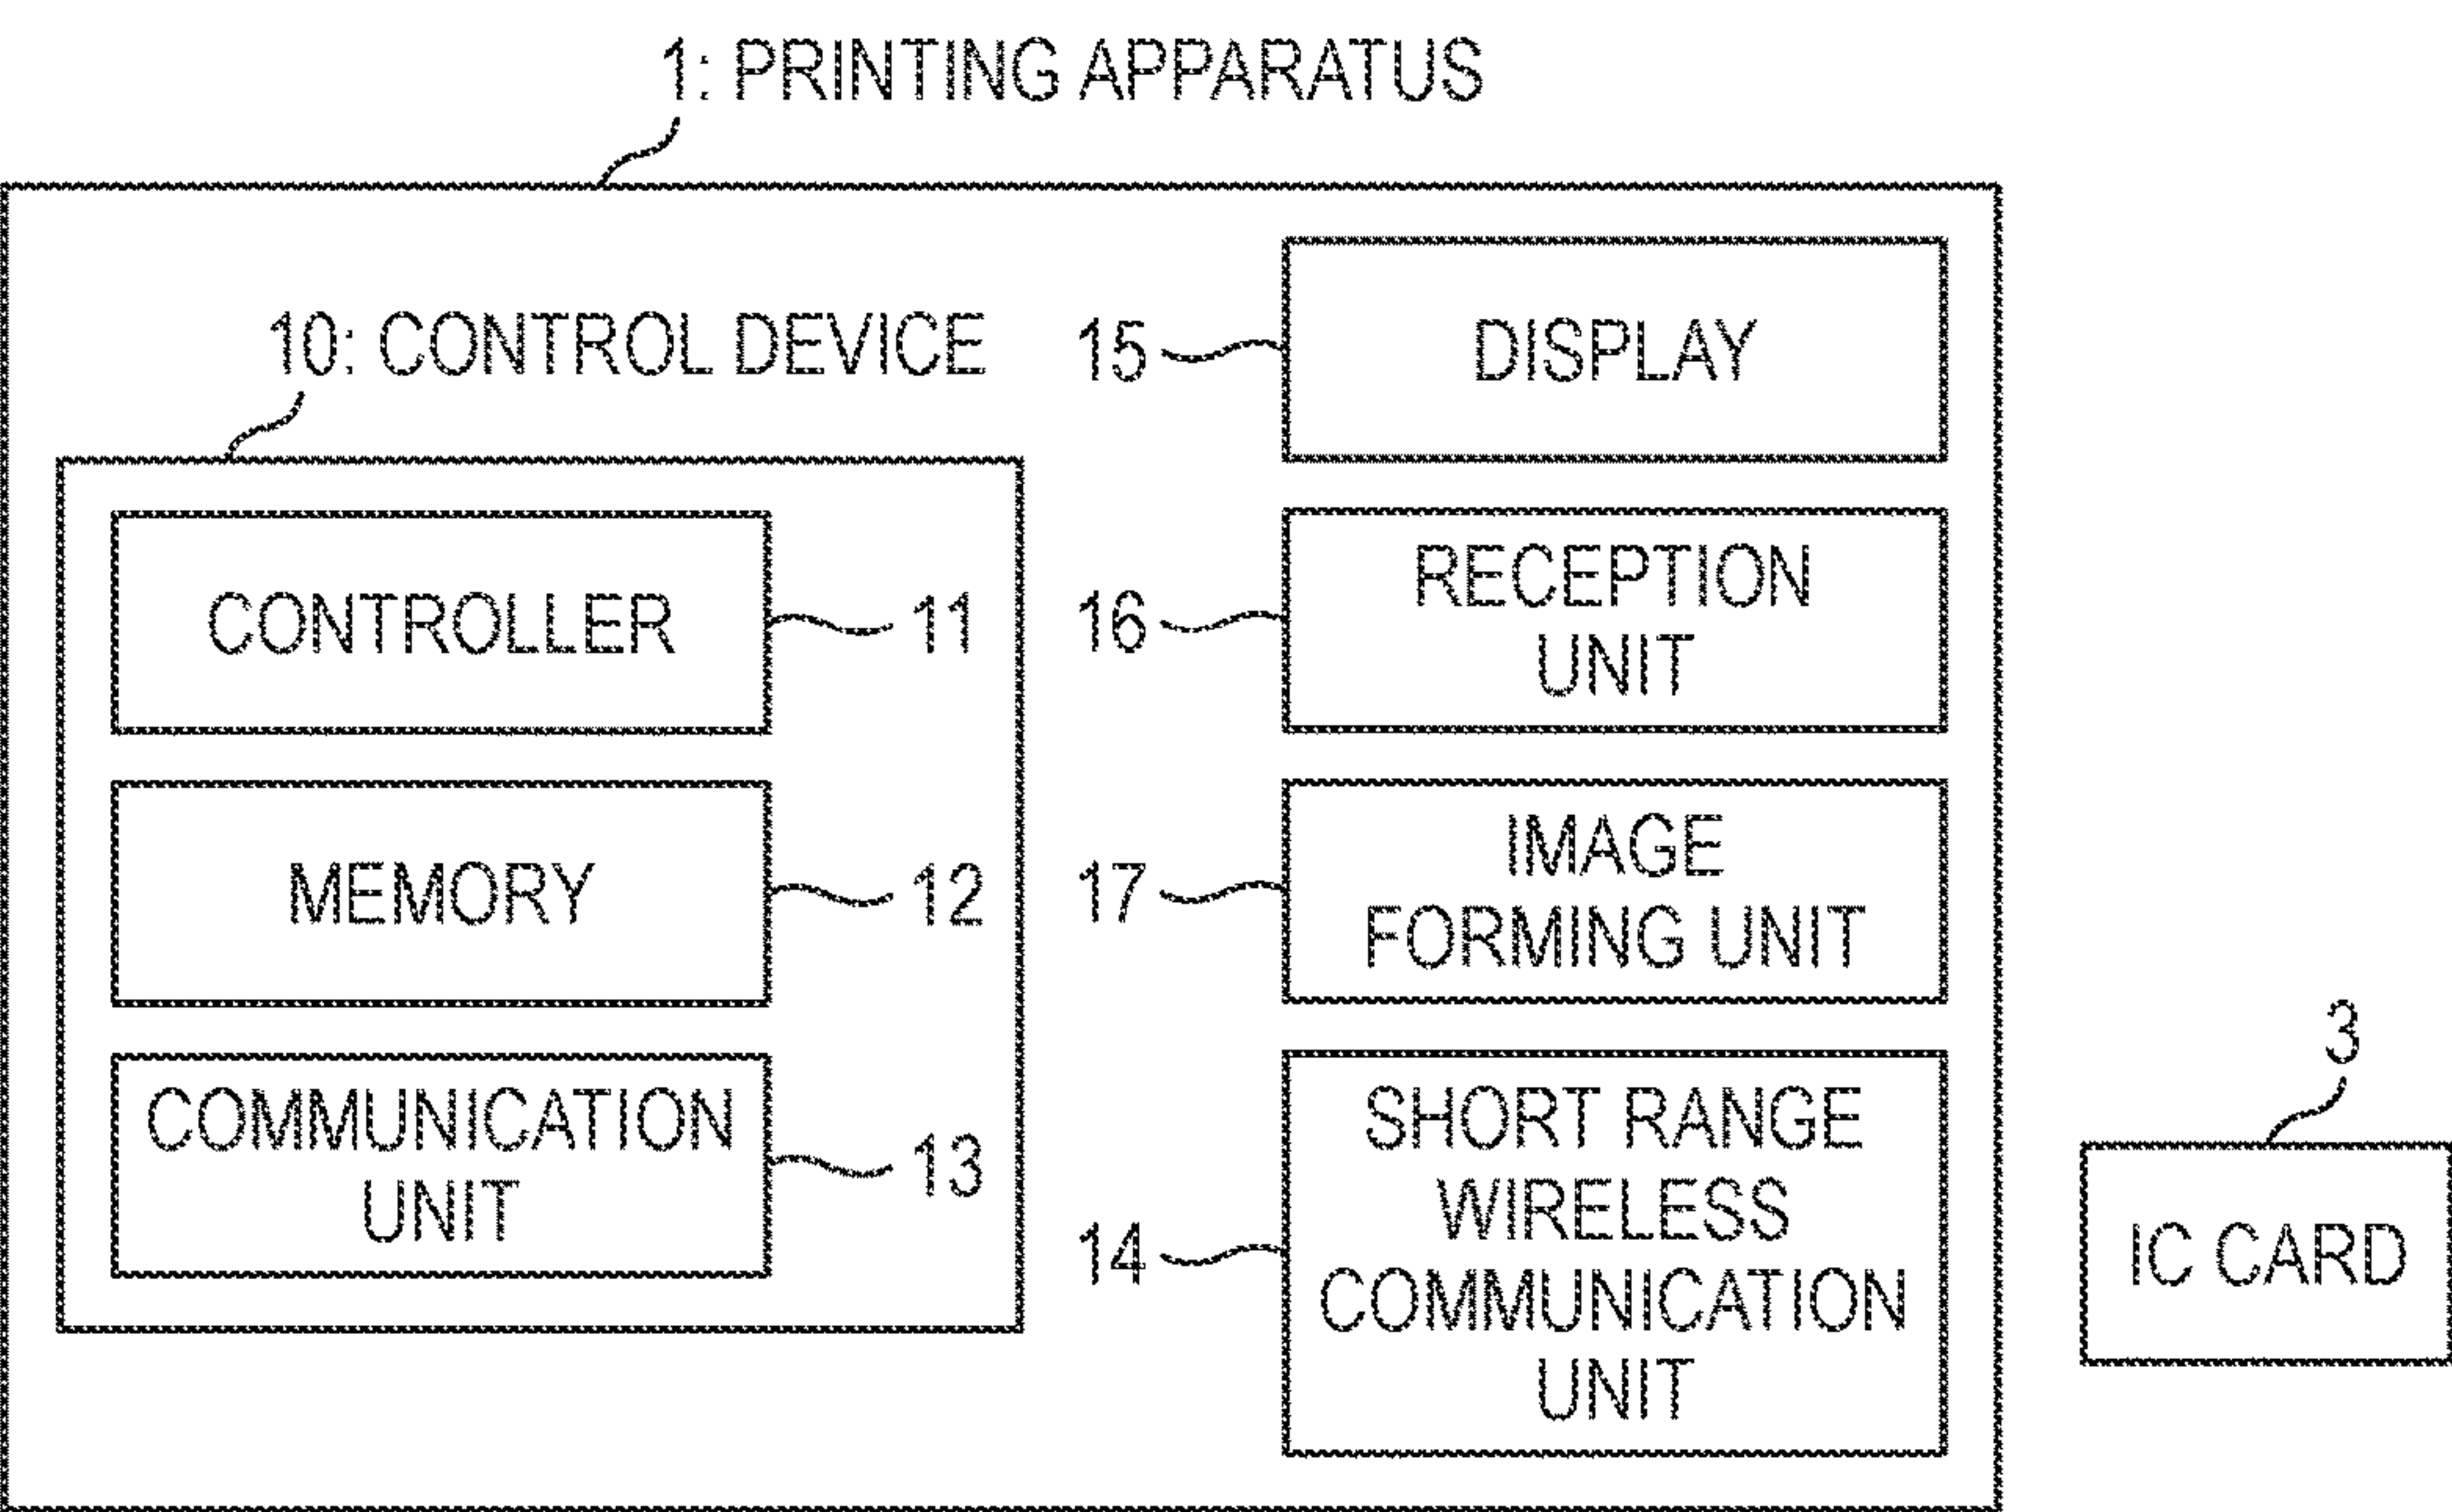 1: PRINTING APPARATUS
10: CONTROL DEVICE
CONTROLLER
11
MEMORY
12
COMMUNICATION
UNIT
13
15
DISPLAY
16
RECEPTION
UNIT
17
IMAGE
FORMING UNIT
14
SHORT RANGE
WIRELESS
COMMUNICATION
UNIT
3
IC CARD